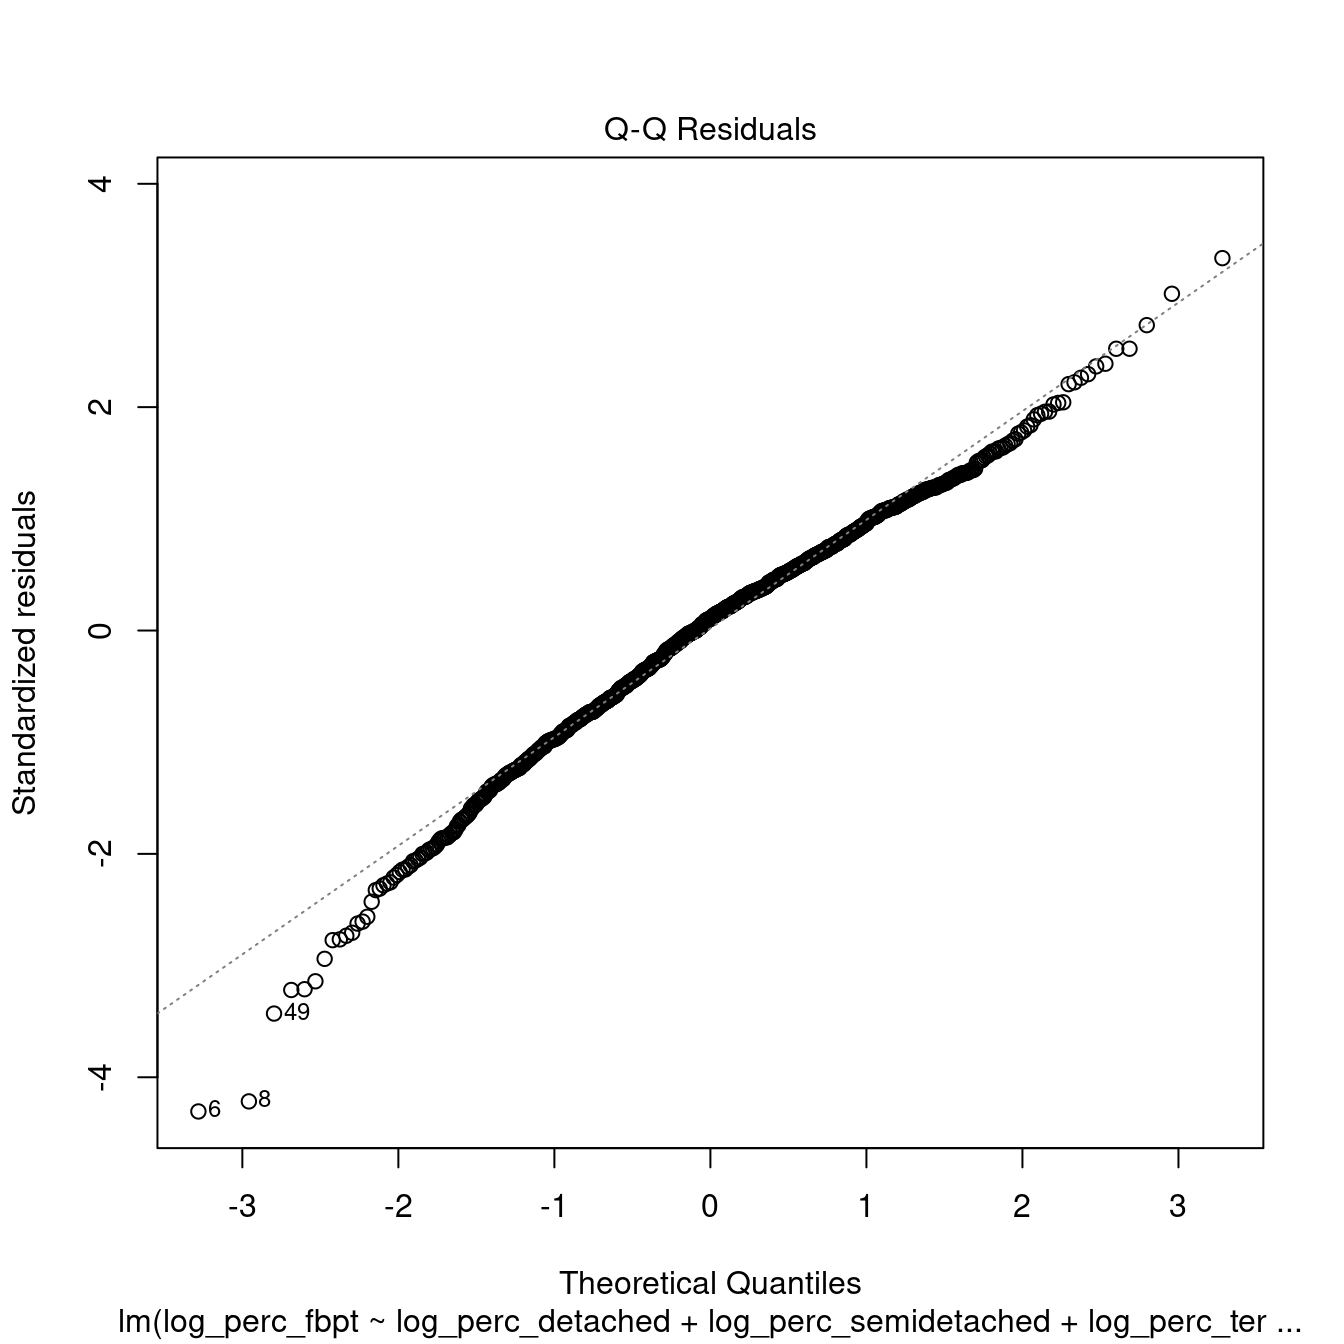 Q-Q Residuals
4
2
0
-2
-4
Standardized residuals
49
6
8
-3 -2 -1 0 1 2 3
Theoretical Quantiles
lm(log_perc_fbpt ~ log_perc_detached + log_perc_semidetached + log_perc_ter ...